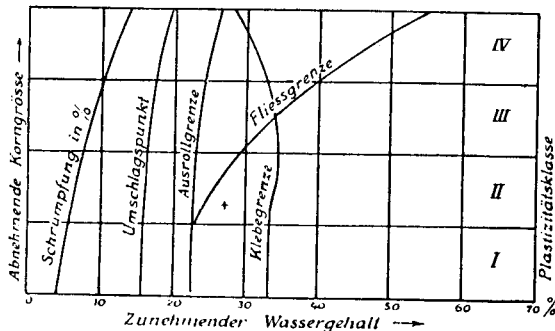 Abnehmende Korngrösse
Schrumpfung in %
Umschlagspunkt
Ausrollgrenze
Fliessgrenze
Klebegrenze
IV
III
II
I
Plastizitätsklasse
0 10 20 30 40 50 60 70 %
Zunehmender Wassergehalt